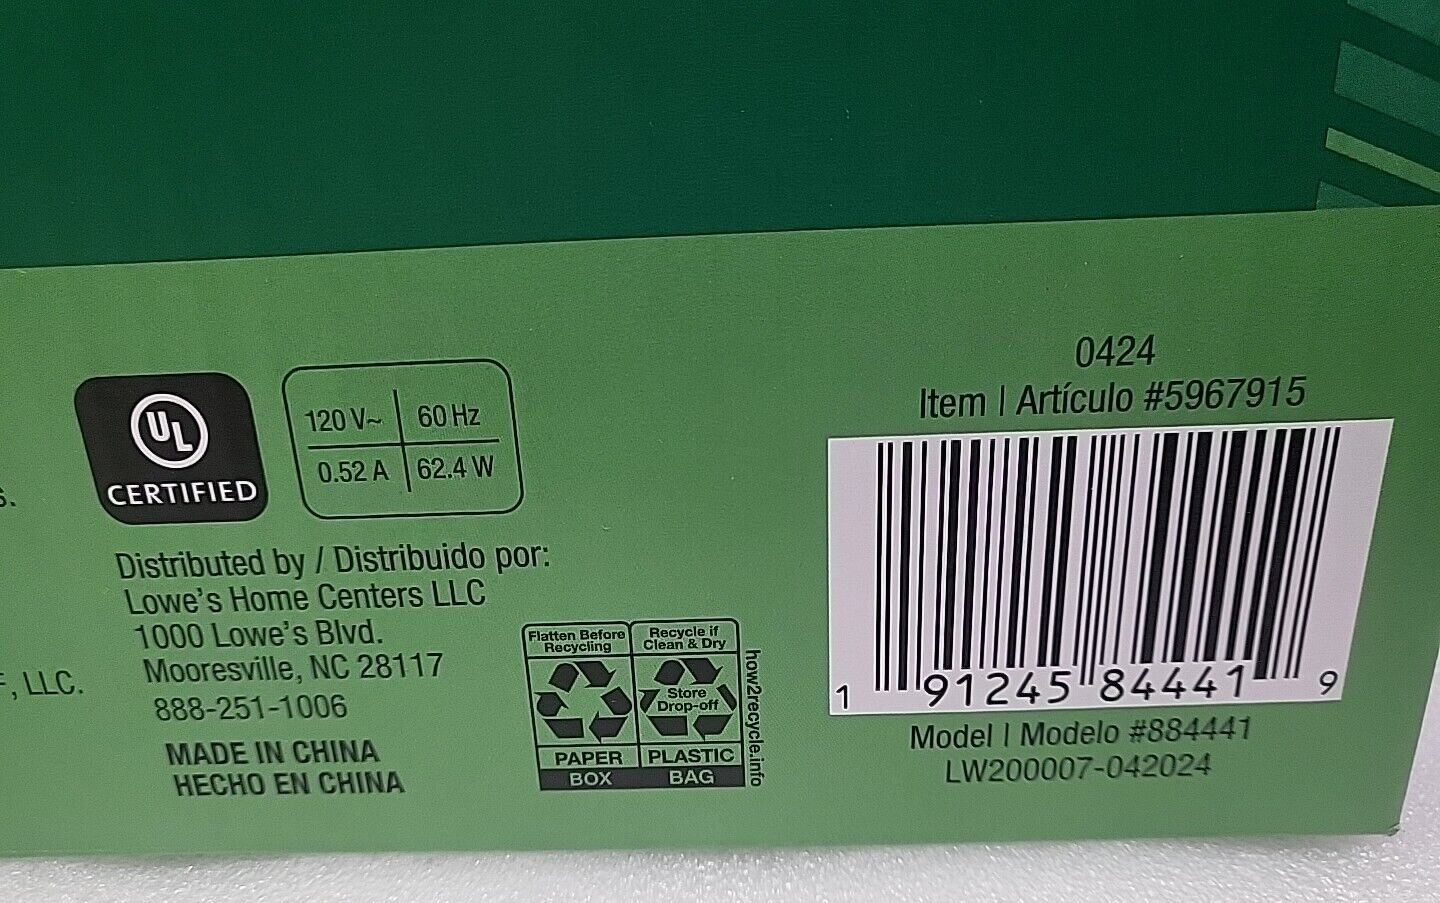 s.
, LLC.
UL
CERTIFIED
120 V~ 60 Hz
0.52 A 62.4 W
Distributed by / Distribuido por:
Lowe's Home Centers LLC
1000 Lowe's Blvd.
Mooresville, NC 28117
888-251-1006
MADE IN CHINA
HECHO EN CHINA
Flatten Before
Recycling
PAPER
BOX
Recycle if
Clean & Dry
Store
Drop-off
PLASTIC
BAG
how2recycle.info
0424
Item | Artículo #5967915
1 91245 84441 9
Model | Modelo #884441
LW200007-042024